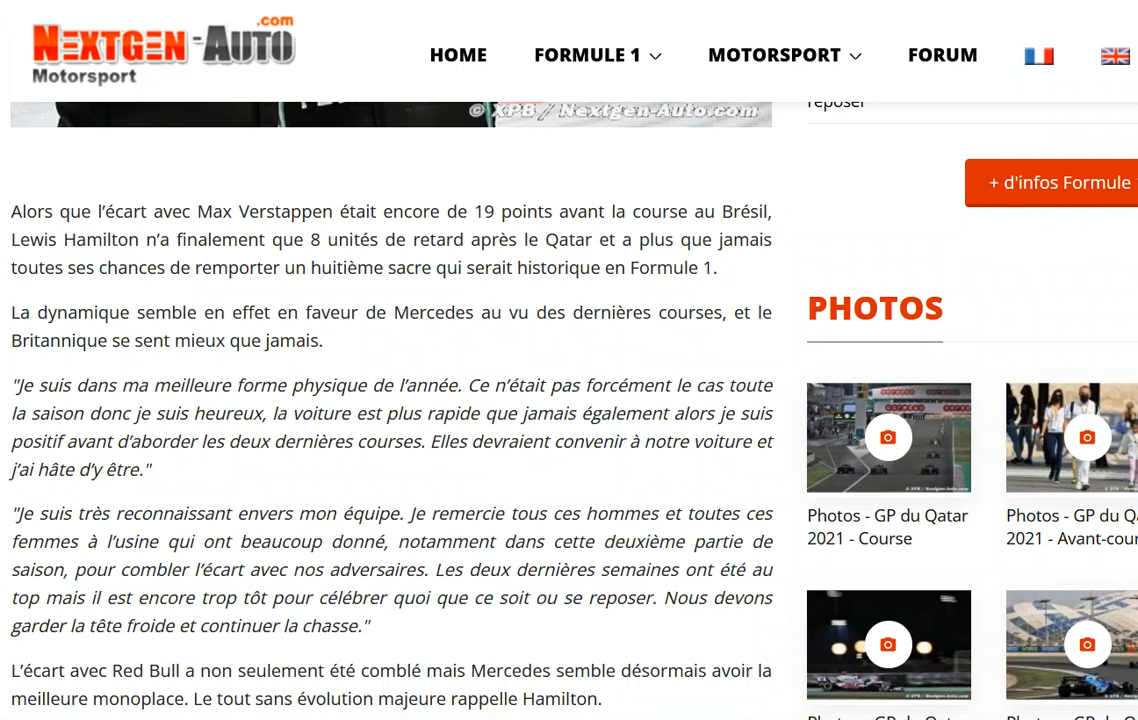 NEXTGEN-AUTO
.com
Motorsport
HOME
FORMULE 1
MOTORSPORT
FORUM
© XPB / Nextgen-Auto.com
reposer
+ d'infos Formule
Alors que l’écart avec Max Verstappen était encore de 19 points avant la course au Brésil,
Lewis Hamilton n’a finalement que 8 unités de retard après le Qatar et a plus que jamais
toutes ses chances de remporter un huitième sacre qui serait historique en Formule 1.
La dynamique semble en effet en faveur de Mercedes au vu des dernières courses, et le
Britannique se sent mieux que jamais.
"Je suis dans ma meilleure forme physique de l’année. Ce n’était pas forcément le cas toute
la saison donc je suis heureux, la voiture est plus rapide que jamais également alors je suis
positif avant d’aborder les deux dernières courses. Elles devraient convenir à notre voiture et
j’ai hâte d’y être."
"Je suis très reconnaissant envers mon équipe. Je remercie tous ces hommes et toutes ces
femmes à l’usine qui ont beaucoup donné, notamment dans cette deuxième partie de
saison, pour combler l’écart avec nos adversaires. Les deux dernières semaines ont été au
top mais il est encore trop tôt pour célébrer quoi que ce soit ou se reposer. Nous devons
garder la tête froide et continuer la chasse."
L’écart avec Red Bull a non seulement été comblé mais Mercedes semble désormais avoir la
meilleure monoplace. Le tout sans évolution majeure rappelle Hamilton.
PHOTOS
Photos - GP du Qatar
2021 - Course
Photos - GP du Q
2021 - Avant-cour